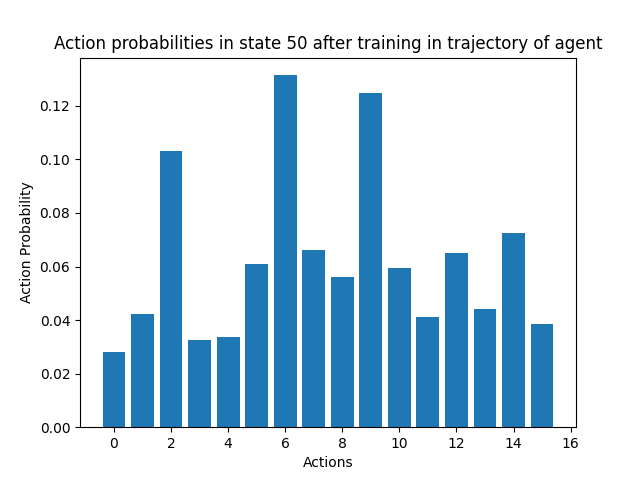 Action probabilities in state 50 after training in trajectory of agent
0.12
0.10
0.08
0.06
0.04
0.02
0.00
Action Probability
0 2 4 6 8 10 12 14 16
Actions